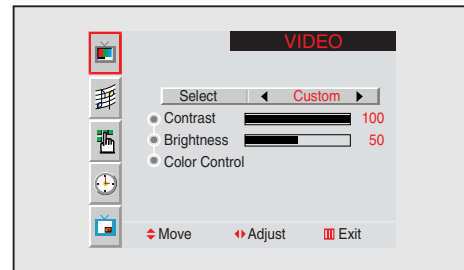 VIDEO
Select Custom
Contrast 100
Brightness 50
Color Control
Move Adjust Exit